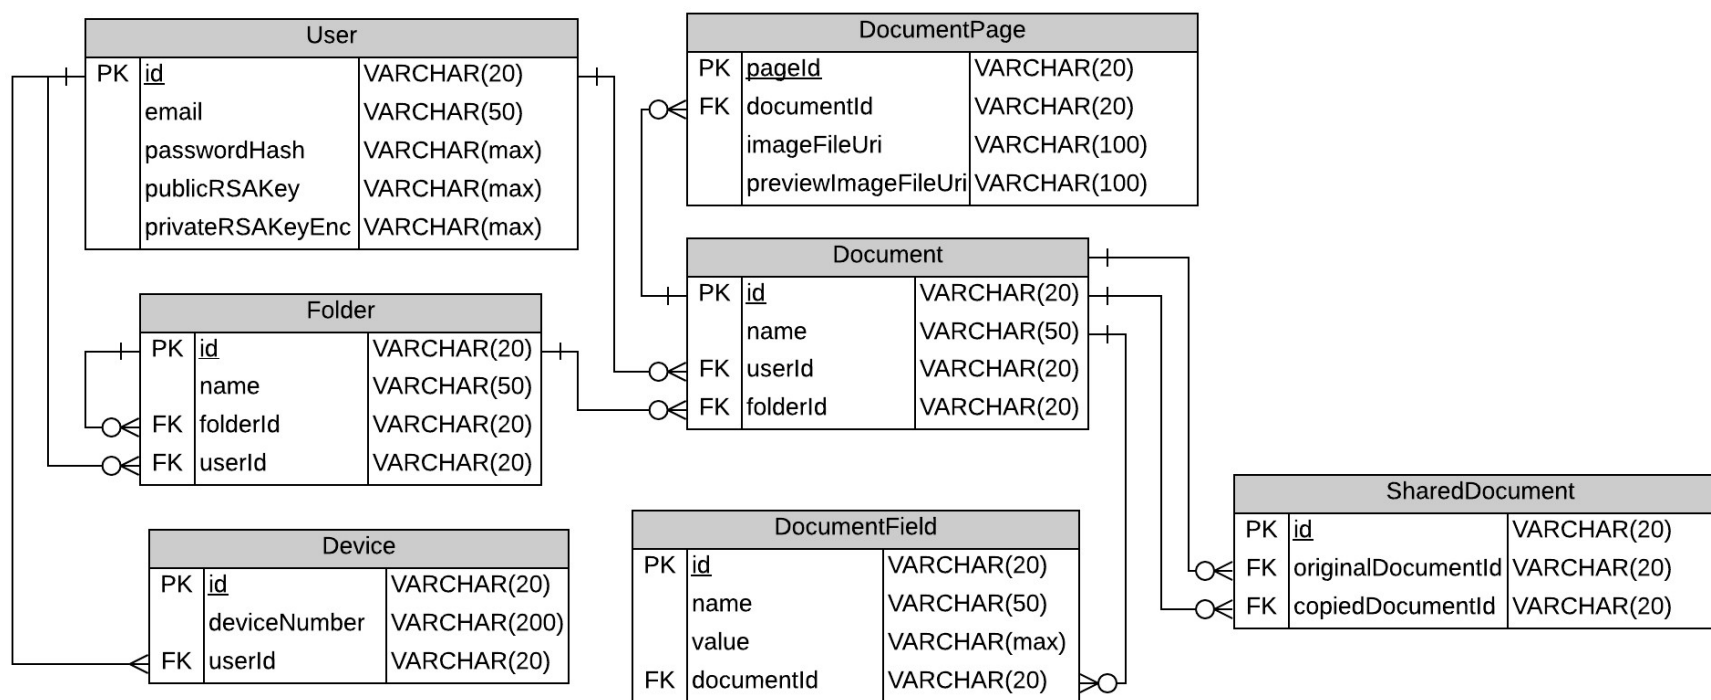 User
PK id VARCHAR(20)
email VARCHAR(50)
passwordHash VARCHAR(max)
publicRSAKey VARCHAR(max)
privateRSAKeyEnc VARCHAR(max)
DocumentPage
PK pageId VARCHAR(20)
FK documentId VARCHAR(20)
imageFileUri VARCHAR(100)
previewImageFileUri VARCHAR(100)
Document
PK id VARCHAR(20)
name VARCHAR(50)
FK userId VARCHAR(20)
FK folderId VARCHAR(20)
Folder
PK id VARCHAR(20)
name VARCHAR(50)
FK folderId VARCHAR(20)
FK userId VARCHAR(20)
Device
PK id VARCHAR(20)
deviceNumber VARCHAR(200)
FK userId VARCHAR(20)
DocumentField
PK id VARCHAR(20)
name VARCHAR(50)
value VARCHAR(max)
FK documentId VARCHAR(20)
SharedDocument
PK id VARCHAR(20)
FK originalDocumentId VARCHAR(20)
FK copiedDocumentId VARCHAR(20)